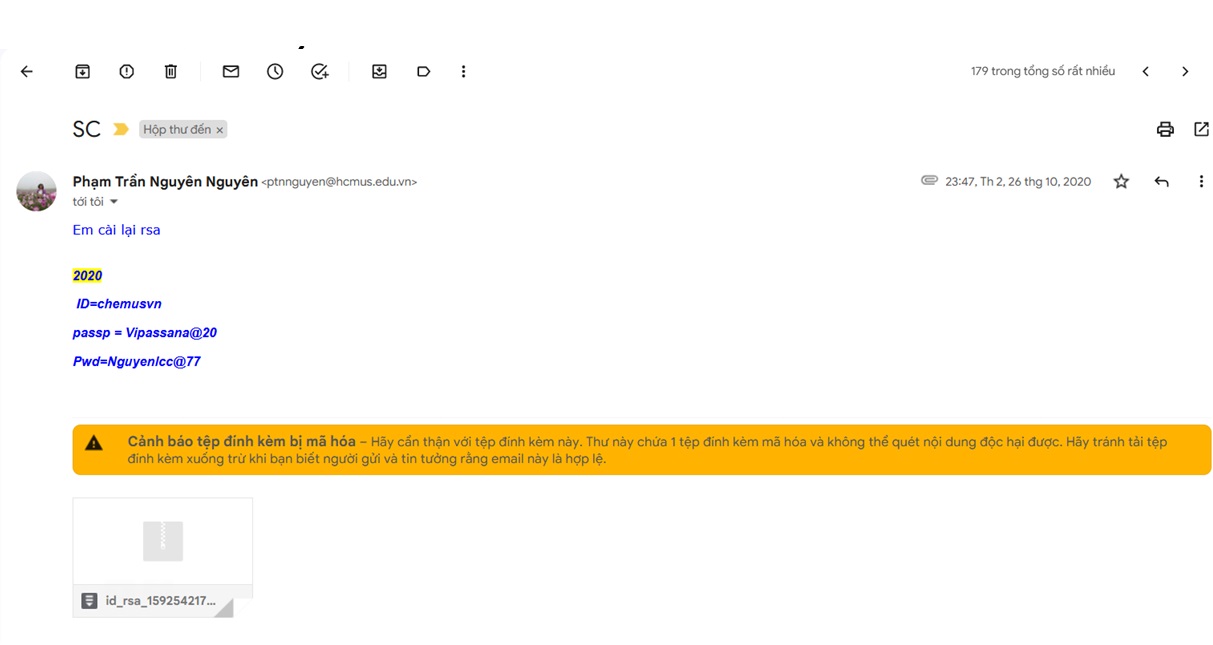 179 trong tổng số rất nhiều
SC Hộp thư đến ×
Phạm Trần Nguyên Nguyên <ptnnguyen@hcmus.edu.vn> 23:47, Th 2, 26 thg 10, 2020
tới tôi
Em cài lại rsa
2020
ID=chemusvn
passp = Vipassana@20
Pwd=Nguyenlcc@77
Cảnh báo tệp đính kèm bị mã hóa – Hãy cẩn thận với tệp đính kèm này. Thư này chứa 1 tệp đính kèm mã hóa và không thể quét nội dung độc hại được. Hãy tránh tải tệp
đính kèm xuống trừ khi bạn biết người gửi và tin tưởng rằng email này là hợp lệ.
id_rsa_159254217...